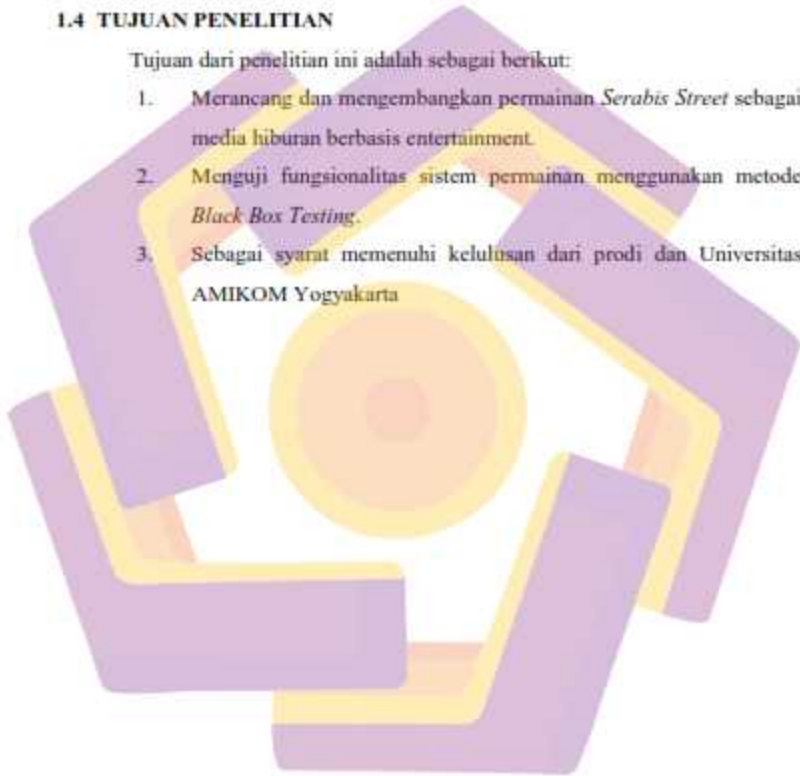 1.4 TUJUAN PENELITIAN
Tujuan dari penelitian ini adalah sebagai berikut:
1. Merancang dan mengembangkan permainan Serabis Street sebagai
media hiburan berbasis entertainment.
2. Menguji fungsionalitas sistem permainan menggunakan metode
Black Box Testing.
3. Sebagai syarat memenuhi kelulusan dari prodi dan Universitas
AMIKOM Yogyakarta